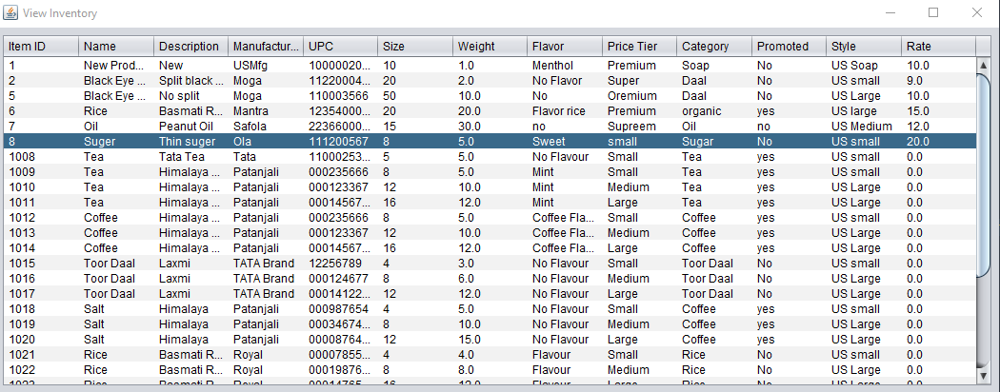 View Inventory
Item ID Name Description Manufactur... UPC Size Weight Flavor Price Tier Category Promoted Style Rate
1 New Prod... New USMfg 10000020... 10 1.0 Menthol Premium Soap No US Soap 10.0
2 Black Eye ... Split black ... Moga 11220004... 20 2.0 No Flavor Super Daal No US small 9.0
5 Black Eye ... No split Moga 110003566 50 10.0 No Oremium Daal No US Large 10.0
6 Rice Basmati R... Mantra 12354000... 20 20.0 Flavor rice Premium organic yes US large 15.0
7 Oil Peanut Oil Safola 22366000... 15 30.0 no Supreem Oil no US Medium 12.0
8 Suger Thin suger Ola 111200567 8 5.0 Sweet small Sugar No US small 20.0
1008 Tea Tata Tea Tata 11000253... 5 5.0 No Flavour Small Tea yes US small 0.0
1009 Tea Himalaya ... Patanjali 000235666 8 5.0 Mint Small Tea yes US small 0.0
1010 Tea Himalaya ... Patanjali 000123367 12 10.0 Mint Medium Tea yes US Large 0.0
1011 Tea Himalaya ... Patanjali 00014567... 16 12.0 Mint Large Tea yes US Large 0.0
1012 Coffee Himalaya ... Patanjali 000235666 8 5.0 Coffee Fla... Small Coffee yes US small 0.0
1013 Coffee Himalaya ... Patanjali 000123367 12 10.0 Coffee Fla... Medium Coffee yes US Large 0.0
1014 Coffee Himalaya ... Patanjali 00014567... 16 12.0 Coffee Fla... Large Coffee yes US Large 0.0
1015 Toor Daal Laxmi TATA Brand 12256789 4 3.0 No Flavour Small Toor Daal No US small 0.0
1016 Toor Daal Laxmi TATA Brand 000124677 8 6.0 No Flavour Medium Toor Daal No US Large 0.0
1017 Toor Daal Laxmi TATA Brand 00014122... 12 12.0 No Flavour Large Toor Daal No US Large 0.0
1018 Salt Himalaya Patanjali 000987654 4 5.0 No Flavour Small Coffee yes US small 0.0
1019 Salt Himalaya Patanjali 00034674... 8 10.0 No Flavour Medium Coffee yes US Large 0.0
1020 Salt Himalaya Patanjali 00008764... 12 15.0 No Flavour Large Coffee yes US Large 0.0
1021 Rice Basmati R... Royal 00007855... 4 4.0 Flavour Small Rice No US small 0.0
1022 Rice Basmati R... Royal 00019876... 8 8.0 Flavour Medium Rice No US Large 0.0
1023 Rice Basmati R... Royal 00014765... 16 12.0 Flavour Large Rice No US Large 0.0